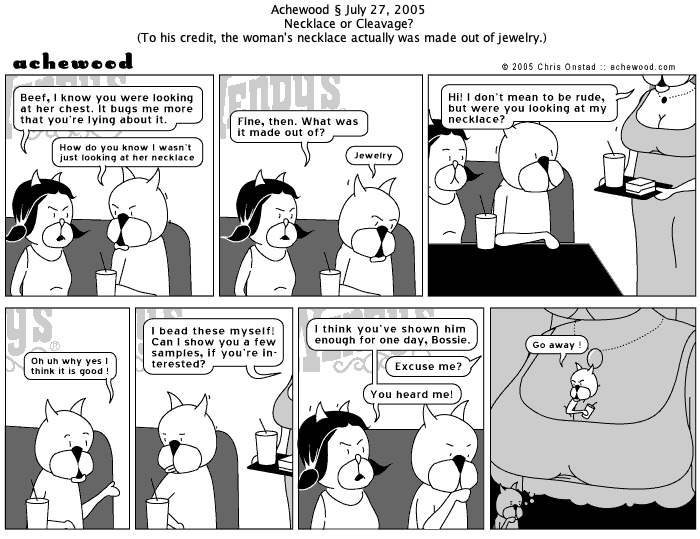 Achewood § July 27, 2005
Necklace or Cleavage?
(To his credit, the woman's necklace actually was made out of jewelry.)
achewood
© 2005 Chris Onstad :: achewood.com
Beef, I know you were looking
at her chest. It bugs me more
that you're lying about it.
How do you know I wasn't
just looking at her necklace
Fine, then. What was
it made out of?
Jewelry
Hi! I don't mean to be rude,
but were you looking at my
necklace?
Oh uh why yes I
think it is good !
I bead these myself!
Can I show you a few
samples, if you're in-
terested?
I think you've shown him
enough for one day, Bossie.
Excuse me?
You heard me!
Go away !